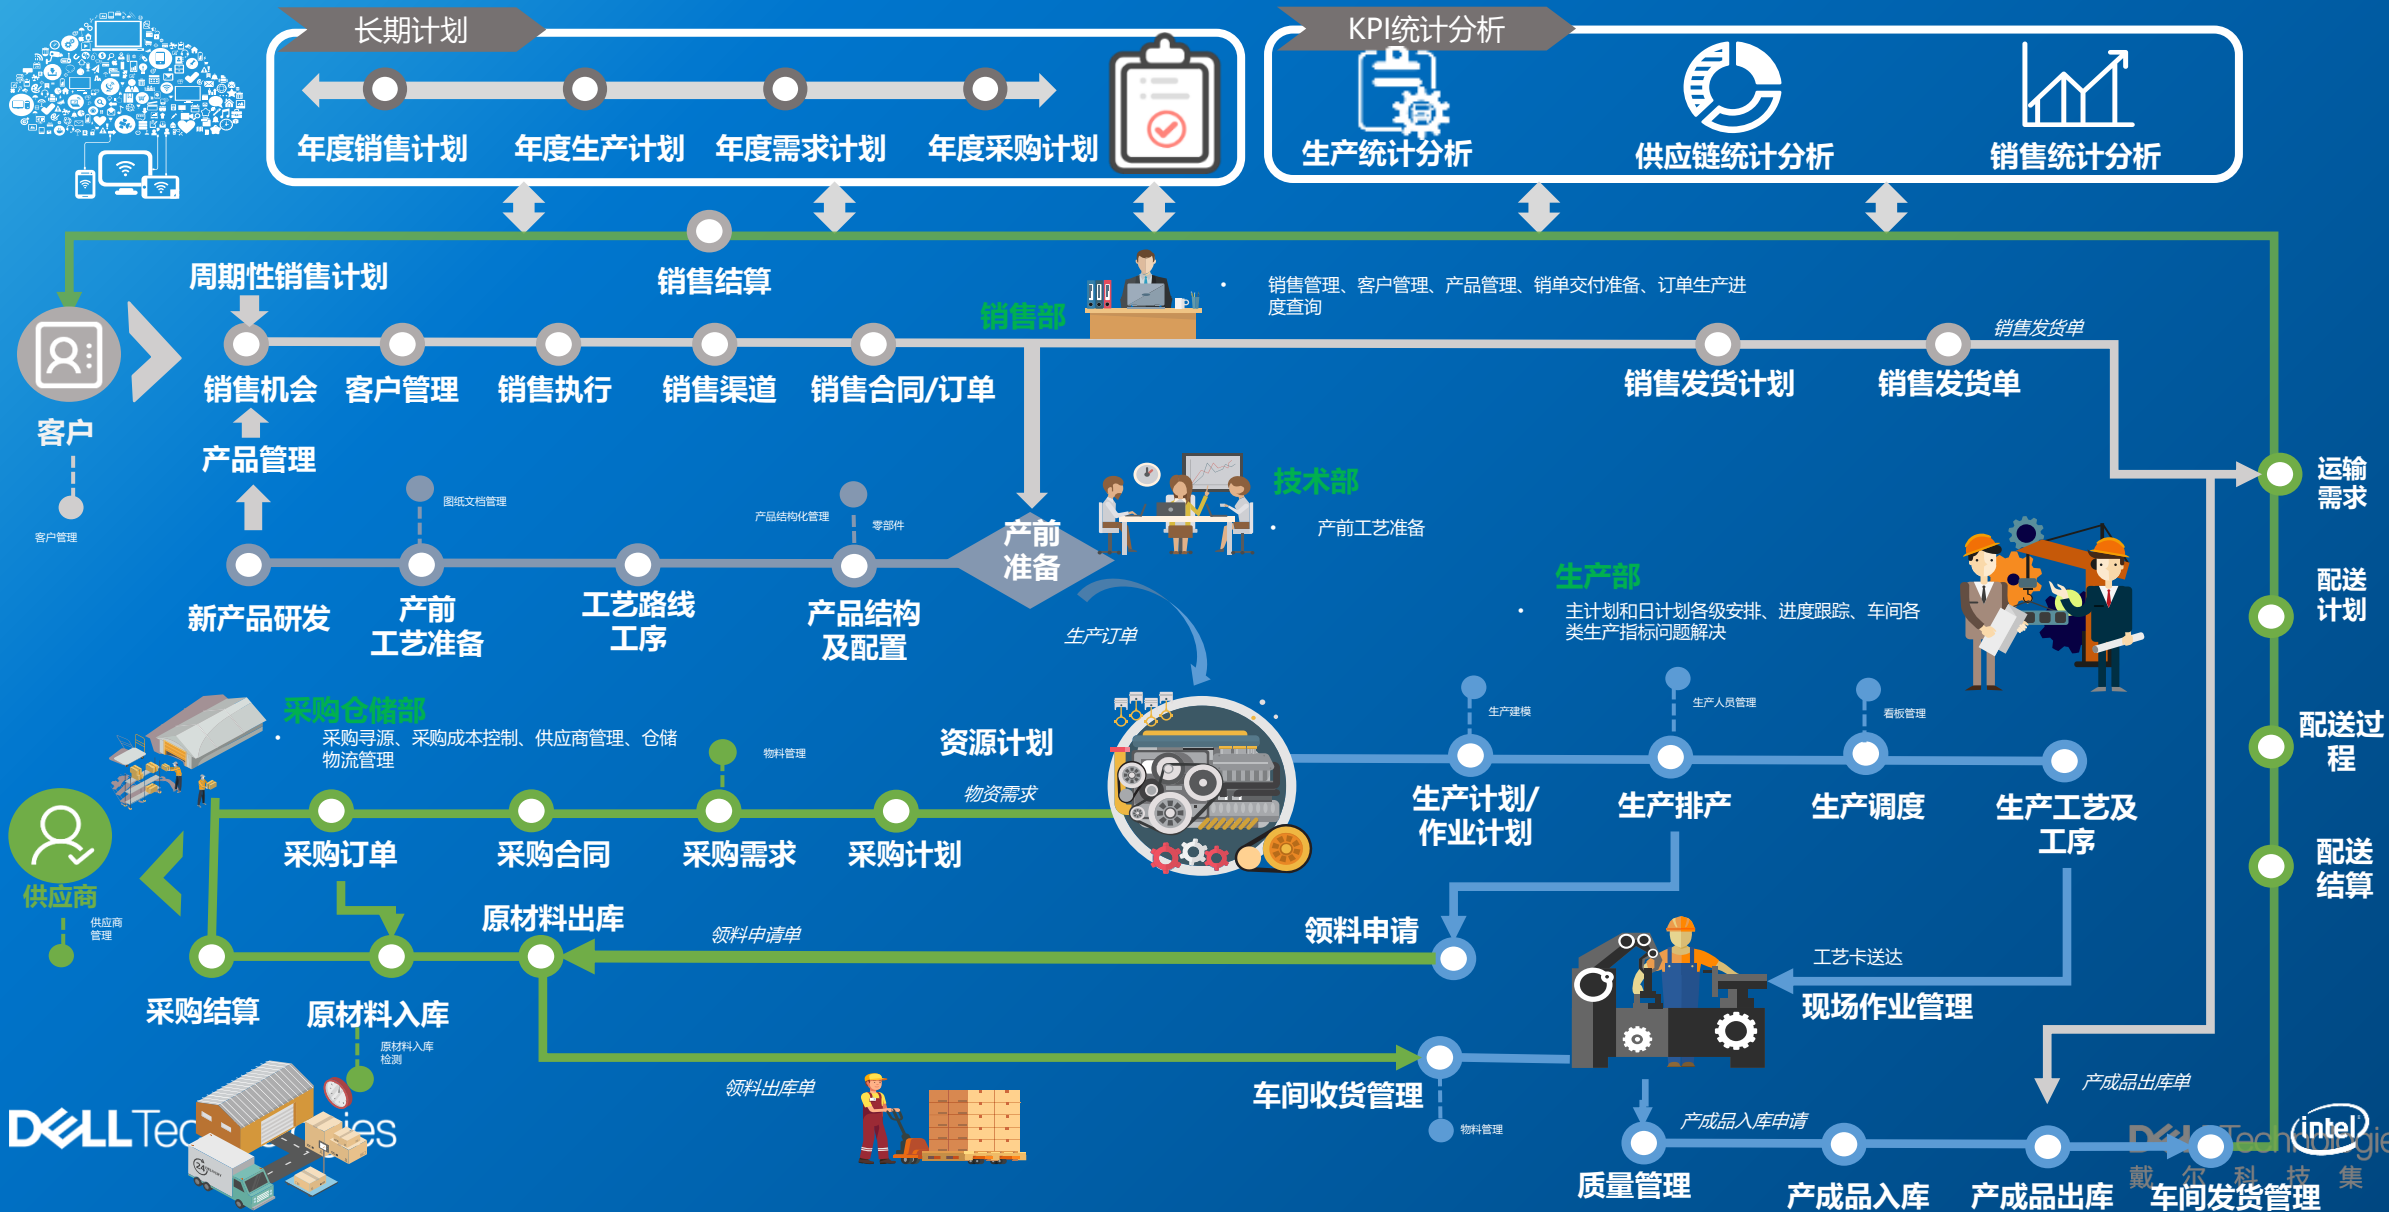 长期计划
年度销售计划
年度生产计划
年度需求计划
年度采购计划
KPI统计分析
生产统计分析
供应链统计分析
销售统计分析
销售结算
周期性销售计划
销售部
• 销售管理、客户管理、产品管理、销单交付准备、订单生产进
度查询
销售发货单
客户
客户管理
销售机会
客户管理
销售执行
销售渠道
销售合同/订单
销售发货计划
销售发货单
产品管理
图纸文档管理
产品结构化管理
零部件
产前
准备
技术部
• 产前工艺准备
运输
需求
新产品研发
产前
工艺准备
工艺路线
工序
产品结构
及配置
生产订单
生产部
• 主计划和日计划各级安排、进度跟踪、车间各
类生产指标问题解决
配送
计划
采购仓储部
• 采购寻源、采购成本控制、供应商管理、仓储
物流管理
物料管理
资源计划
物资需求
生产建模
生产人员管理
看板管理
配送过
程
供应商
供应商
管理
采购订单
采购合同
采购需求
采购计划
生产计划/
作业计划
生产排产
生产调度
生产工艺及
工序
配送
结算
原材料出库
领料申请单
领料申请
工艺卡送达
现场作业管理
采购结算
原材料入库
原材料入库
检测
领料出库单
车间收货管理
物料管理
产成品出库单
产成品入库申请
质量管理
产成品入库
产成品出库
车间发货管理
DELL Tec es
24
intel
DELL Technologie
戴 尔 科 技 集